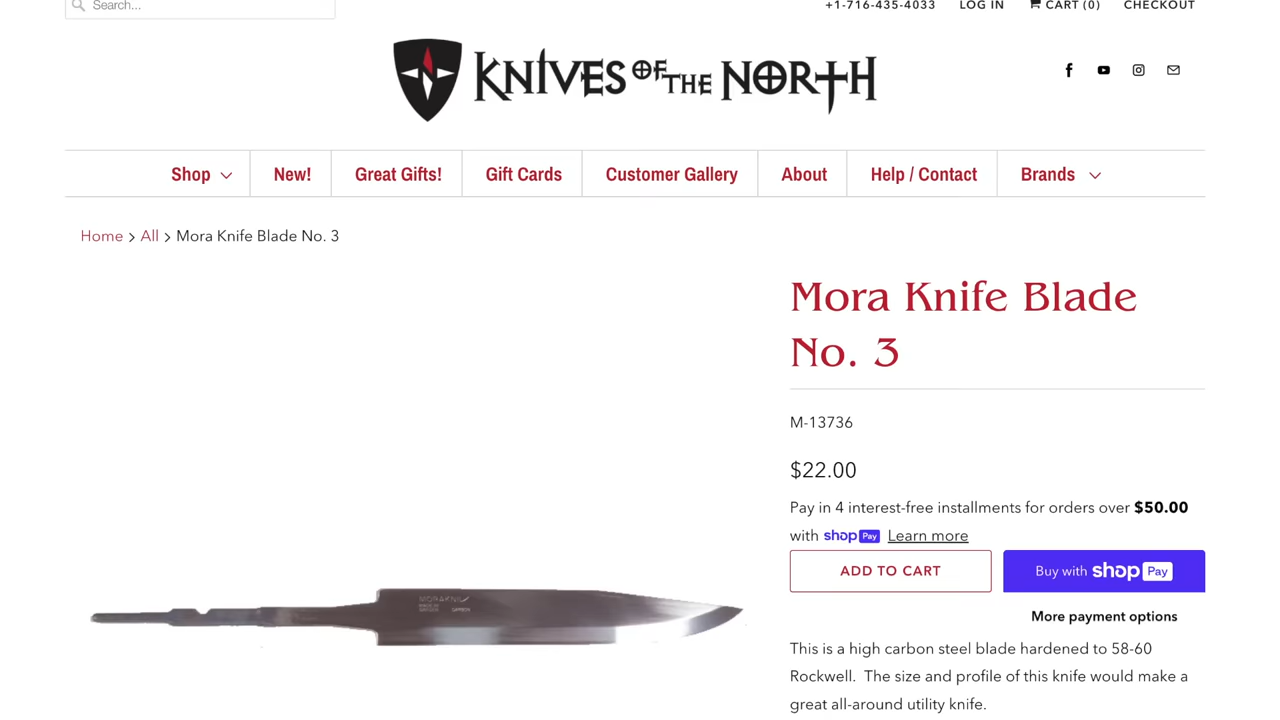 Search...
+1-716-435-4033 LOG IN CART (0) CHECKOUT
KNIVES OF THE NORTH
Shop New! Great Gifts! Gift Cards Customer Gallery About Help / Contact Brands
Home > All > Mora Knife Blade No. 3
Mora Knife Blade
No. 3
M-13736
$22.00
Pay in 4 interest-free installments for orders over $50.00
with shop Pay Learn more
ADD TO CART Buy with shop Pay
More payment options
MORAKNIV
MADE IN
SWEDEN
This is a high carbon steel blade hardened to 58-60
Rockwell. The size and profile of this knife would make a
great all-around utility knife.